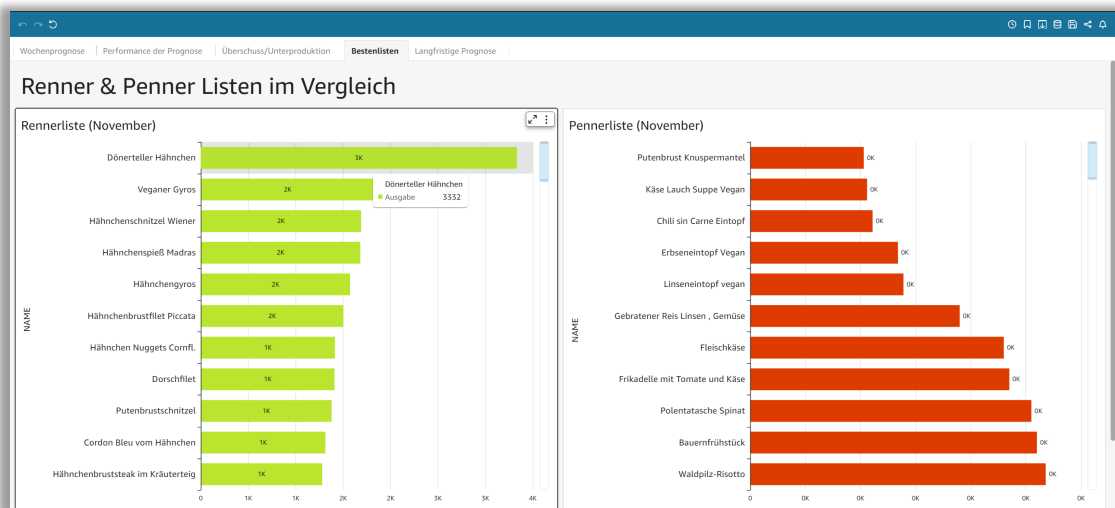 Wochenprognose Performance der Prognose Überschuss/Unterproduktion Bestenlisten Langfristige Prognose
Renner & Penner Listen im Vergleich
Rennerliste (November)
NAME
Dönerteller Hähnchen 3K
Veganer Gyros 2K
Dönerteller Hähnchen
Ausgabe 3332
Hähnchenschnitzel Wiener 2K
Hähnchenspieß Madras 2K
Hähnchengyros 2K
Hähnchenbrustfilet Piccata 2K
Hähnchen Nuggets Cornfl. 1K
Dorschfilet 1K
Putenbrustschnitzel 1K
Cordon Bleu vom Hähnchen 1K
Hähnchenbruststeak im Kräuterteig 1K
0 1K 1K 2K 2K 3K 3K 4K
Pennerliste (November)
NAME
Putenbrust Knuspermantel 0K
Käse Lauch Suppe Vegan 0K
Chili sin Carne Eintopf 0K
Erbseneintopf Vegan 0K
Linseneintopf vegan 0K
Gebratener Reis Linsen , Gemüse 0K
Fleischkäse 0K
Frikadelle mit Tomate und Käse 0K
Polentatasche Spinat 0K
Bauernfrühstück 0K
Waldpilz-Risotto 0K
0 0K 0K 0K 0K 0K 0K